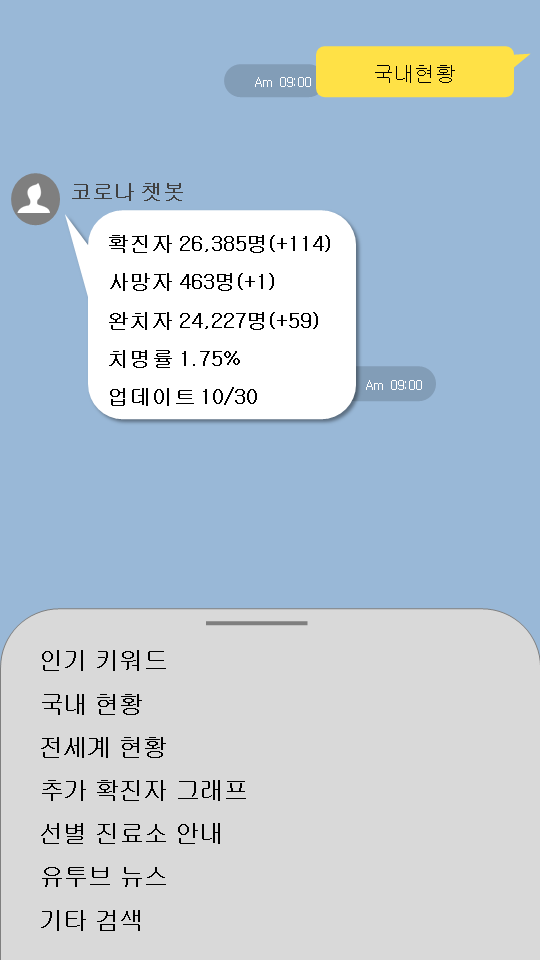 Am 09:00
국내현황
코로나 챗봇
확진자 26,385명(+114)
사망자 463명(+1)
완치자 24,227명(+59)
치명률 1.75%
업데이트 10/30
Am 09:00
인기 키워드
국내 현황
전세계 현황
추가 확진자 그래프
선별 진료소 안내
유투브 뉴스
기타 검색